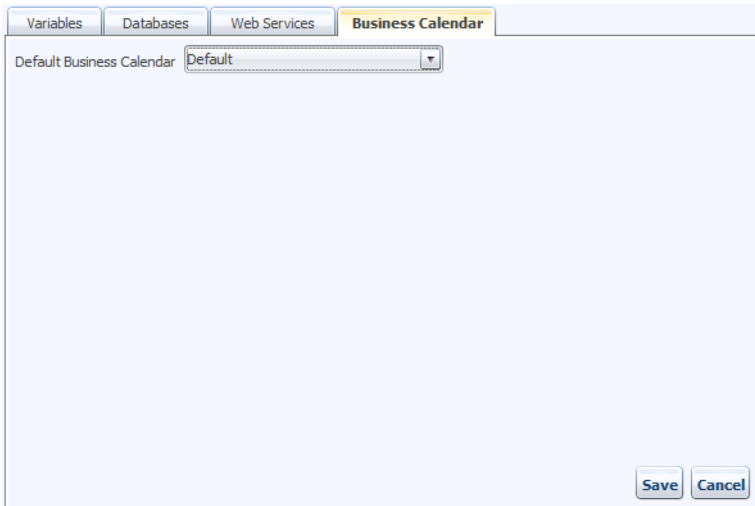 Variables Databases Web Services Business Calendar
Default Business Calendar Default
Save Cancel